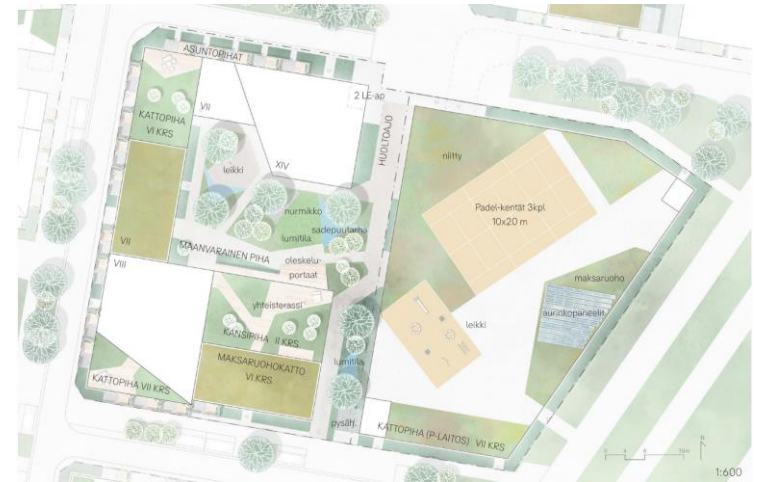 ASUNTOPIHAT
2 LE-ap
KATTOPIHA
VI KRS
VII
HUOLTOAJO
leikki
XIV
niitty
Padel-kentät 3kpl
10x20 m
nurmikko
sadepuutarha
lumitila
VII
MAANVARAINEN PIHA
oleskelu-
portaat
VIII
maksaruoho
aurinkopaneelit
yhteisterassi
KANSIPIHA II KRS
leikki
MAKSARUOHOKATTO
VI KRS
lumitila
KATTOPIHA VII KRS
pysäk.
KATTOPIHA (P-LAITOS) VII KRS
1:600